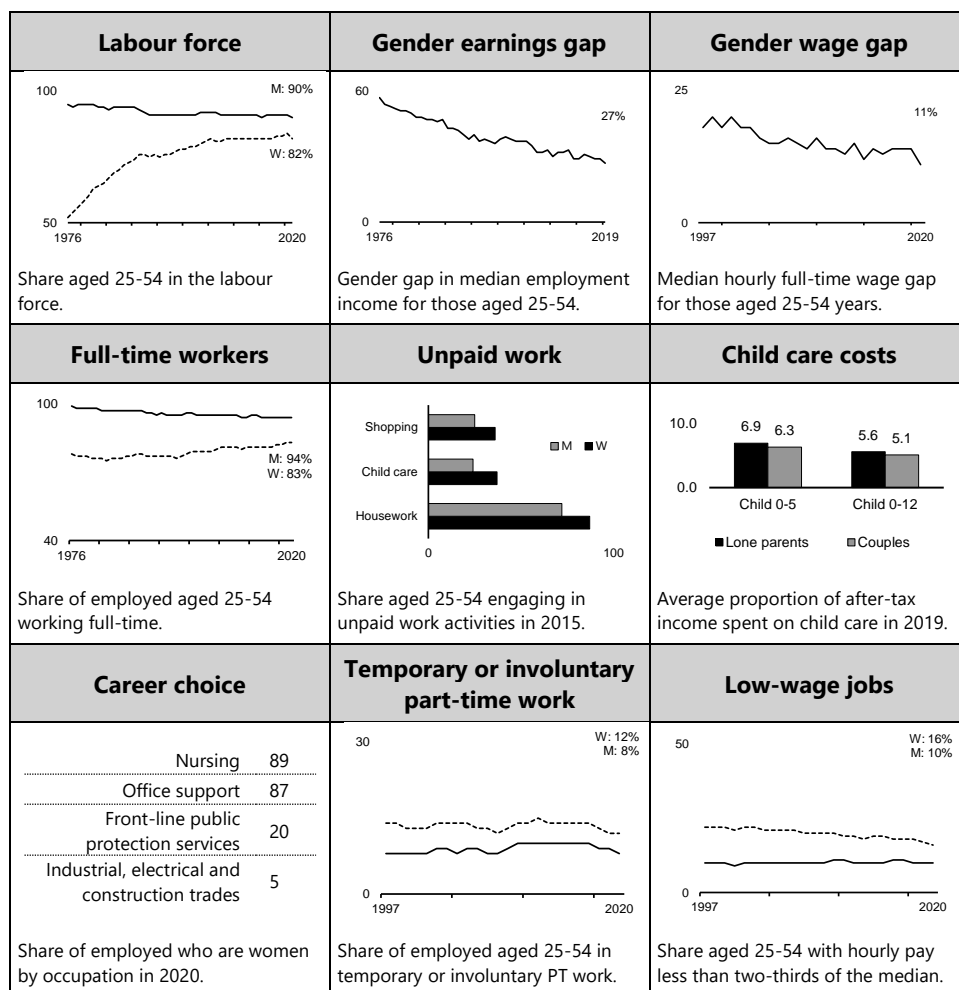 Labour force
100
M: 90%
W: 82%
50
1976
2020
Share aged 25-54 in the labour
force.
Gender earnings gap
60
27%
0
1976
2019
Gender gap in median employment
income for those aged 25-54.
Gender wage gap
25
11%
0
1997
2020
Median hourly full-time wage gap
for those aged 25-54 years.
Full-time workers
100
M: 94%
W: 83%
40
1976
2020
Share of employed aged 25-54
working full-time.
Unpaid work
Shopping
M W
Child care
Housework
0
100
Share aged 25-54 engaging in
unpaid work activities in 2015.
Child care costs
10.0
6.9 6.3
5.6 5.1
0.0
Child 0-5
Child 0-12
Lone parents
Couples
Average proportion of after-tax
income spent on child care in 2019.
Career choice
Nursing 89
Office support 87
Front-line public
protection services 20
Industrial, electrical and
construction trades 5
Share of employed who are women
by occupation in 2020.
Temporary or involuntary
part-time work
30
W: 12%
M: 8%
0
1997
2020
Share of employed aged 25-54 in
temporary or involuntary PT work.
Low-wage jobs
50
W: 16%
M: 10%
0
1997
2020
Share aged 25-54 with hourly pay
less than two-thirds of the median.